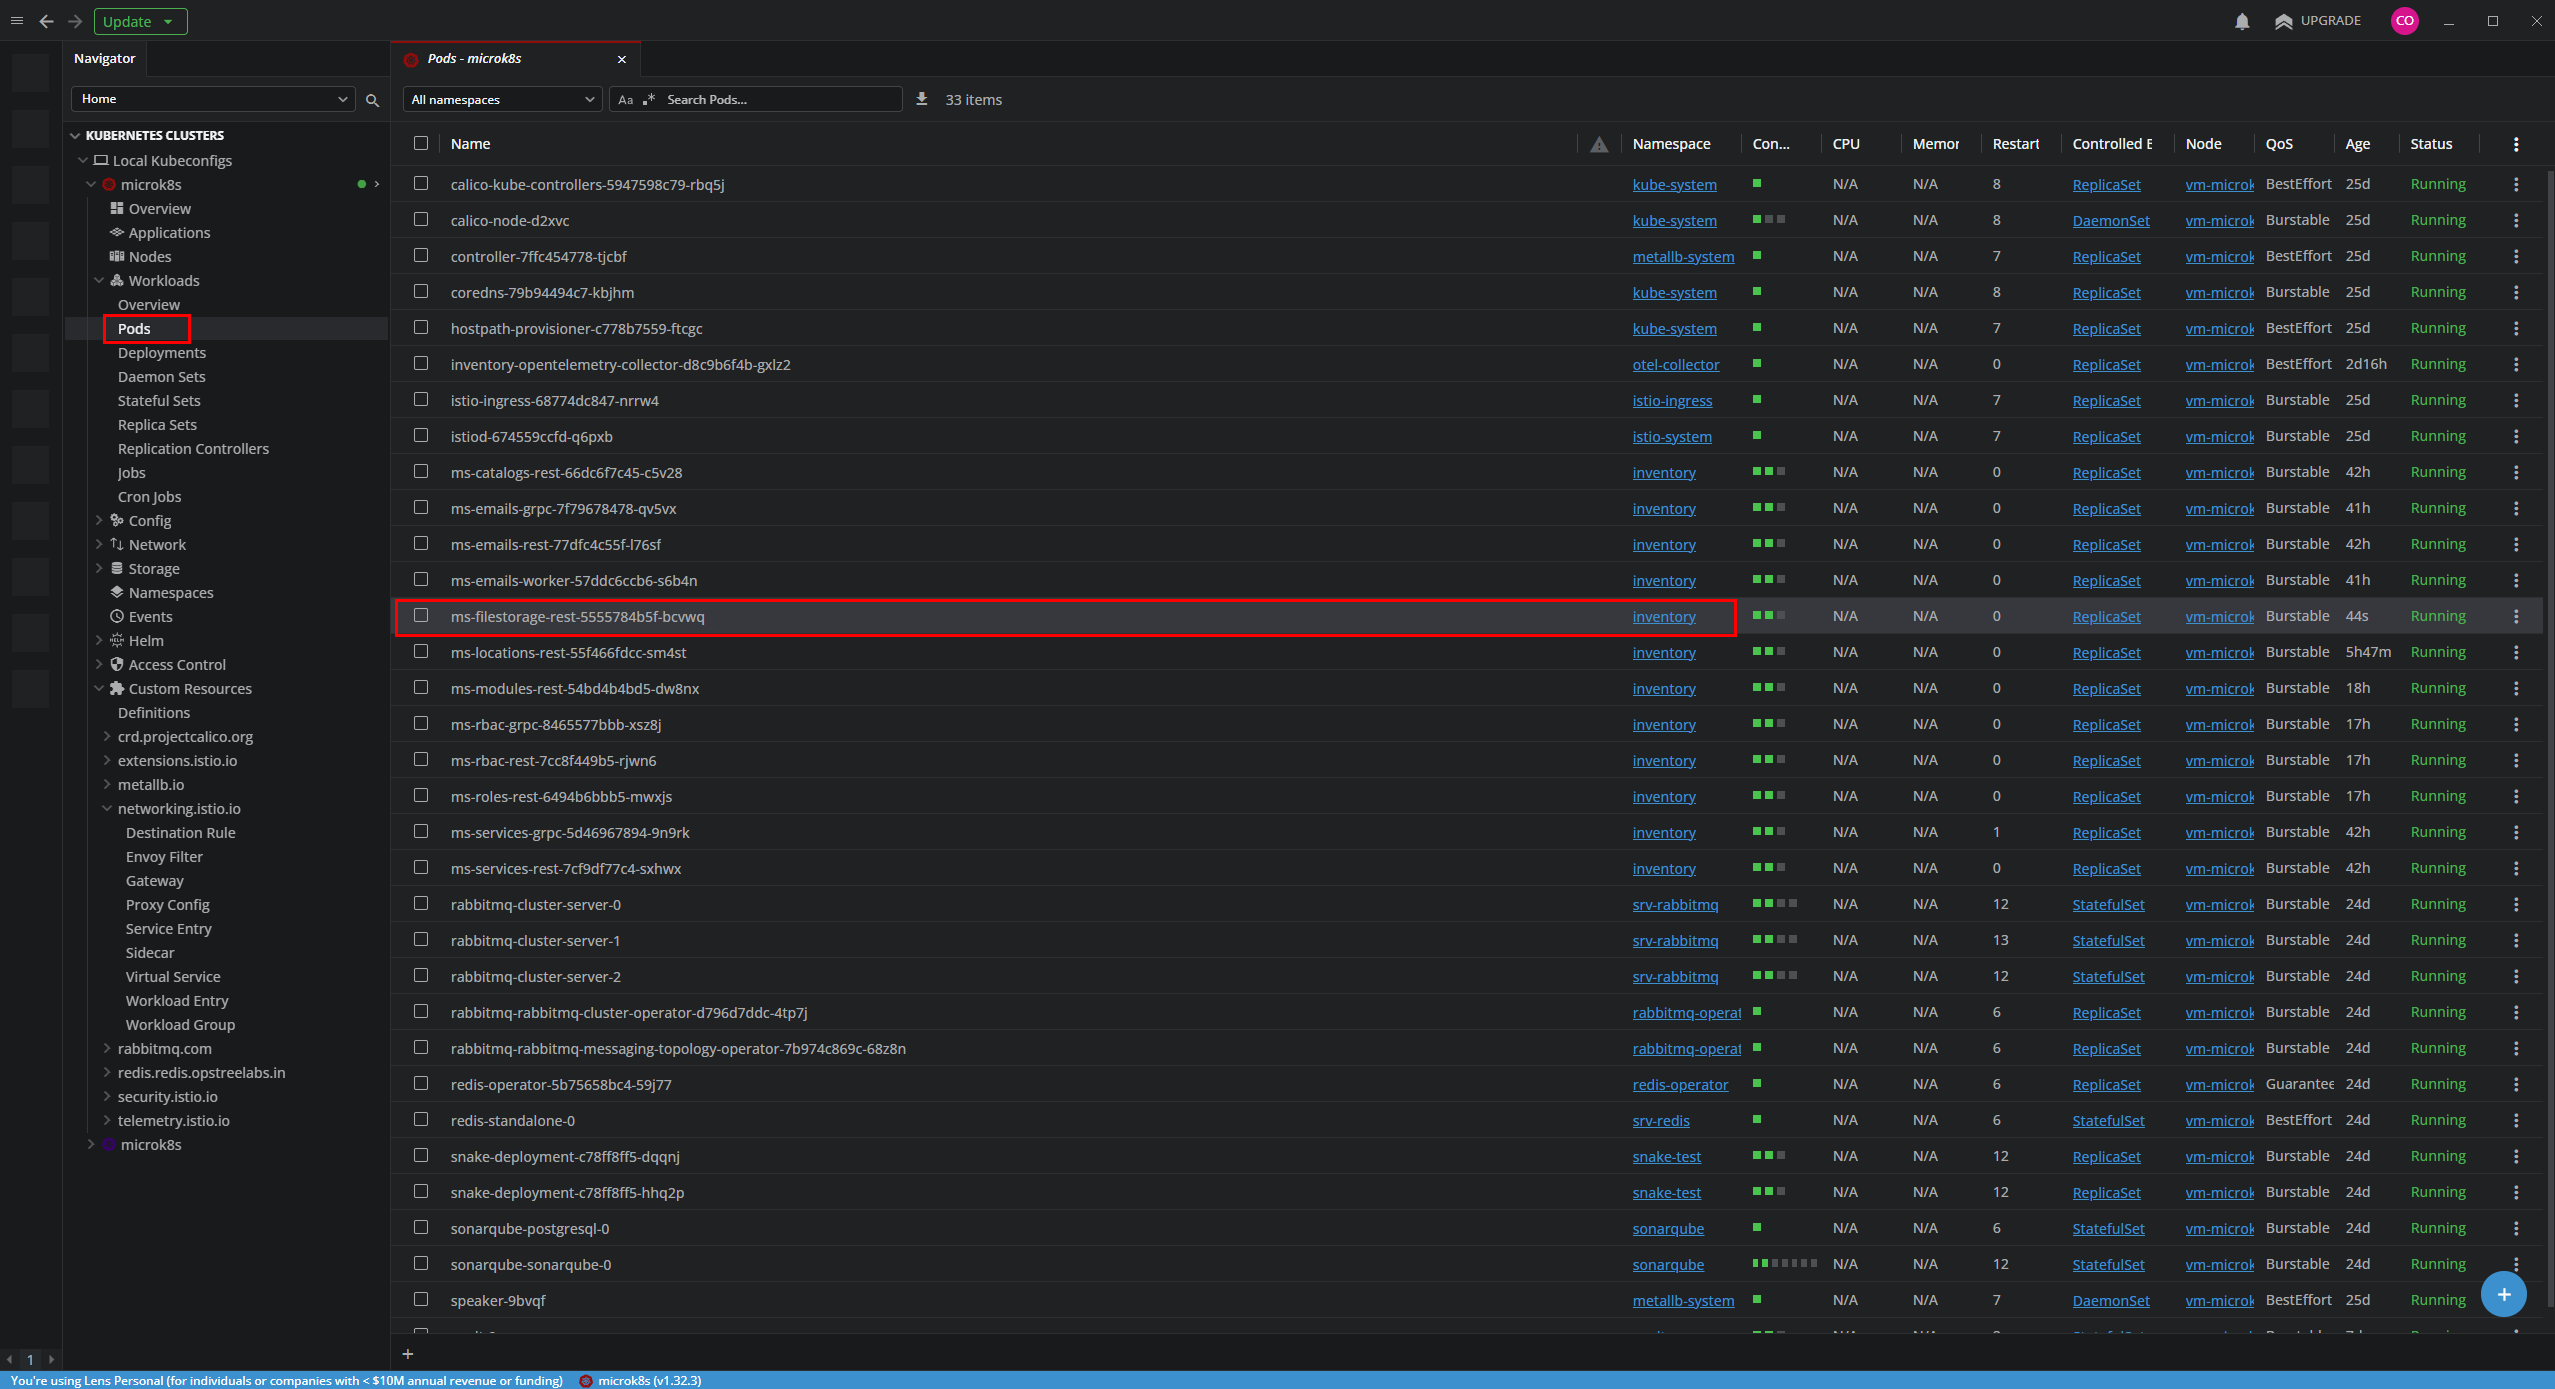 Update
UPGRADE
CO
Navigator
Pods - microk8s
Home
All namespaces
Aa .* Search Pods...
33 items
KUBERNETES CLUSTERS
Local Kubeconfigs
microk8s
Overview
Applications
Nodes
Workloads
Overview
Pods
Deployments
Daemon Sets
Stateful Sets
Replica Sets
Replication Controllers
Jobs
Cron Jobs
Config
Network
Storage
Namespaces
Events
Helm
Access Control
Custom Resources
Definitions
crd.projectcalico.org
extensions.istio.io
metallb.io
networking.istio.io
Destination Rule
Envoy Filter
Gateway
Proxy Config
Service Entry
Sidecar
Virtual Service
Workload Entry
Workload Group
rabbitmq.com
redis.redis.opstreelabs.in
security.istio.io
telemetry.istio.io
microk8s
Name Namespace Con... CPU Memor Restart Controlled B Node QoS Age Status
calico-kube-controllers-5947598c79-rbq5j kube-system N/A N/A 8 ReplicaSet vm-microk BestEffort 25d Running
calico-node-d2xvc kube-system N/A N/A 8 DaemonSet vm-microk Burstable 25d Running
controller-7ffc454778-tjcbf metallb-system N/A N/A 7 ReplicaSet vm-microk BestEffort 25d Running
coredns-79b94494c7-kbjhm kube-system N/A N/A 8 ReplicaSet vm-microk Burstable 25d Running
hostpath-provisioner-c778b7559-ftcgc kube-system N/A N/A 7 ReplicaSet vm-microk BestEffort 25d Running
inventory-opentelemetry-collector-d8c9b6f4b-gxlz2 otel-collector N/A N/A 0 ReplicaSet vm-microk BestEffort 2d16h Running
istio-ingress-68774dc847-nrrw4 istio-ingress N/A N/A 7 ReplicaSet vm-microk Burstable 25d Running
istiod-674559ccfd-q6pxb istio-system N/A N/A 7 ReplicaSet vm-microk Burstable 25d Running
ms-catalogs-rest-66dc6f7c45-c5v28 inventory N/A N/A 0 ReplicaSet vm-microk Burstable 42h Running
ms-emails-grpc-7f79678478-qv5vx inventory N/A N/A 0 ReplicaSet vm-microk Burstable 41h Running
ms-emails-rest-77dfc4c55f-l76sf inventory N/A N/A 0 ReplicaSet vm-microk Burstable 42h Running
ms-emails-worker-57ddc6ccb6-s6b4n inventory N/A N/A 0 ReplicaSet vm-microk Burstable 41h Running
ms-filestorage-rest-5555784b5f-bcvwq inventory N/A N/A 0 ReplicaSet vm-microk Burstable 44s Running
ms-locations-rest-55f466fdcc-sm4st inventory N/A N/A 0 ReplicaSet vm-microk Burstable 5h47m Running
ms-modules-rest-54bd4b4bd5-dw8nx inventory N/A N/A 0 ReplicaSet vm-microk Burstable 18h Running
ms-rbac-grpc-8465577bbb-xsz8j inventory N/A N/A 0 ReplicaSet vm-microk Burstable 17h Running
ms-rbac-rest-7cc8f449b5-rjwn6 inventory N/A N/A 0 ReplicaSet vm-microk Burstable 17h Running
ms-roles-rest-6494b6bbb5-mwxjs inventory N/A N/A 0 ReplicaSet vm-microk Burstable 17h Running
ms-services-grpc-5d46967894-9n9rk inventory N/A N/A 1 ReplicaSet vm-microk Burstable 42h Running
ms-services-rest-7cf9df77c4-sxhwx inventory N/A N/A 0 ReplicaSet vm-microk Burstable 42h Running
rabbitmq-cluster-server-0 srv-rabbitmq N/A N/A 12 StatefulSet vm-microk Burstable 24d Running
rabbitmq-cluster-server-1 srv-rabbitmq N/A N/A 13 StatefulSet vm-microk Burstable 24d Running
rabbitmq-cluster-server-2 srv-rabbitmq N/A N/A 12 StatefulSet vm-microk Burstable 24d Running
rabbitmq-rabbitmq-cluster-operator-d796d7ddc-4tp7j rabbitmq-operat N/A N/A 6 ReplicaSet vm-microk Burstable 24d Running
rabbitmq-rabbitmq-messaging-topology-operator-7b974c869c-68z8n rabbitmq-operat N/A N/A 6 ReplicaSet vm-microk Burstable 24d Running
redis-operator-5b75658bc4-59j77 redis-operator N/A N/A 6 ReplicaSet vm-microk Guarantee 24d Running
redis-standalone-0 srv-redis N/A N/A 6 StatefulSet vm-microk BestEffort 24d Running
snake-deployment-c78ff8ff5-dqqnj snake-test N/A N/A 12 ReplicaSet vm-microk Burstable 24d Running
snake-deployment-c78ff8ff5-hhq2p snake-test N/A N/A 12 ReplicaSet vm-microk Burstable 24d Running
sonarqube-postgresql-0 sonarqube N/A N/A 6 StatefulSet vm-microk Burstable 24d Running
sonarqube-sonarqube-0 sonarqube N/A N/A 12 StatefulSet vm-microk Burstable 24d Running
speaker-9bvqf metallb-system N/A N/A 7 DaemonSet vm-microk BestEffort 25d Running
1
You're using Lens Personal (for individuals or companies with < $10M annual revenue or funding) microk8s (v1.32.3)